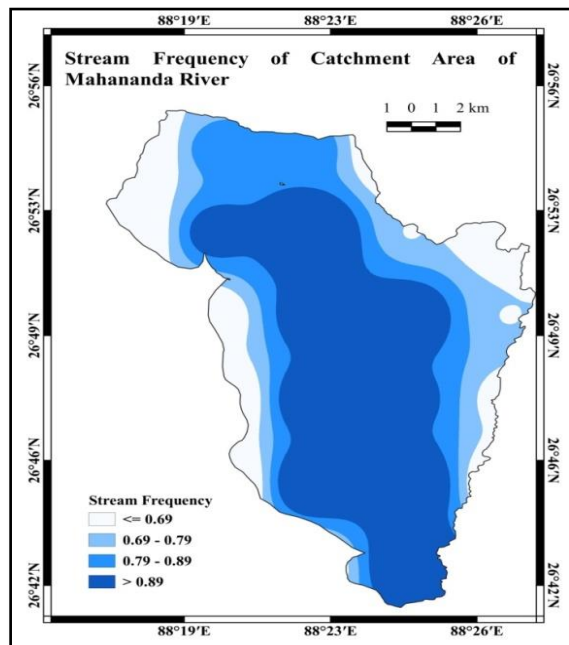 88°19′E 88°23′E 88°26′E
Stream Frequency of Catchment Area of
Mahananda River
1 0 1 2 km
26°56′N 26°56′N
26°53′N 26°53′N
26°49′N 26°49′N
26°46′N 26°46′N
26°42′N 26°42′N
Stream Frequency
<= 0.69
0.69 - 0.79
0.79 - 0.89
> 0.89
88°19′E 88°23′E 88°26′E